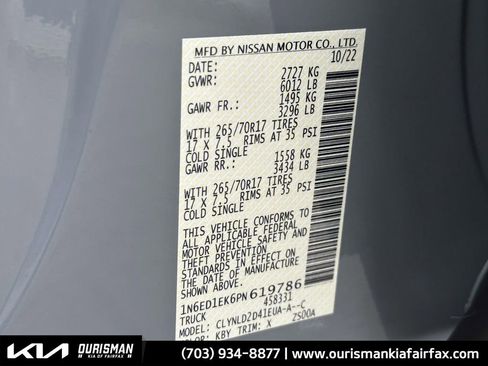 MFD BY NISSAN MOTOR CO., LTD.
DATE: 10/22
GVWR: 2727 KG
6012 LB
GAWR FR.: 1495 KG
3296 LB
WITH 265/70R17 TIRES
17 X 7.5 RIMS AT 35 PSI
COLD SINGLE
GAWR RR.: 1558 KG
3434 LB
WITH 265/70R17 TIRES
17 X 7.5 RIMS AT 35 PSI
COLD SINGLE
THIS VEHICLE CONFORMS TO
ALL APPLICABLE FEDERAL
MOTOR VEHICLE SAFETY AND
THEFT PREVENTION
STANDARDS IN EFFECT ON
THE DATE OF MANUFACTURE
SHOWN ABOVE.
1N6ED1EK6PN619786
TRUCK 458331
MODEL: CLYNLD2D41EUA-A--C
COLOR: KBY TRIM: X ZS00A
KIA OURISMAN
KIA OF FAIRFAX
(703) 934-8877 | www.ourismankiafairfax.com